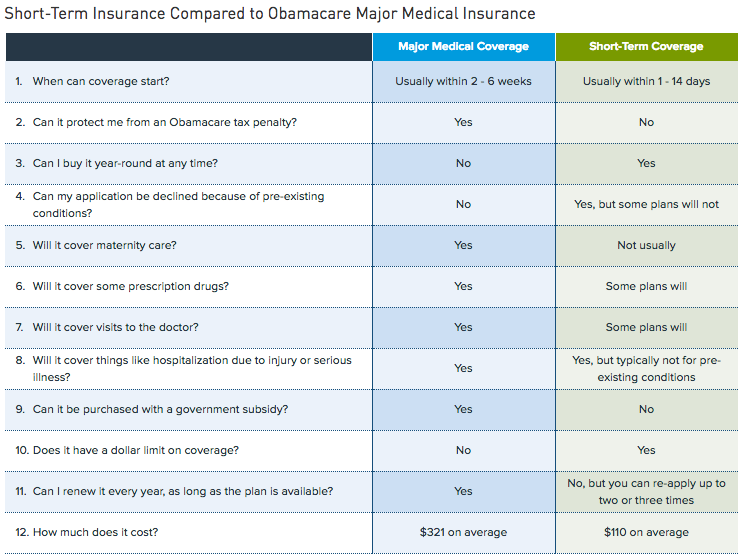 Short-Term Insurance Compared to Obamacare Major Medical Insurance
Major Medical Coverage Short-Term Coverage
1. When can coverage start? Usually within 2 - 6 weeks Usually within 1 - 14 days
2. Can it protect me from an Obamacare tax penalty? Yes No
3. Can I buy it year-round at any time? No Yes
4. Can my application be declined because of pre-existing
conditions? No Yes, but some plans will not
5. Will it cover maternity care? Yes Not usually
6. Will it cover some prescription drugs? Yes Some plans will
7. Will it cover visits to the doctor? Yes Some plans will
8. Will it cover things like hospitalization due to injury or serious
illness? Yes Yes, but typically not for pre-
existing conditions
9. Can it be purchased with a government subsidy? Yes No
10. Does it have a dollar limit on coverage? No Yes
11. Can I renew it every year, as long as the plan is available? Yes No, but you can re-apply up to
two or three times
12. How much does it cost? $321 on average $110 on average